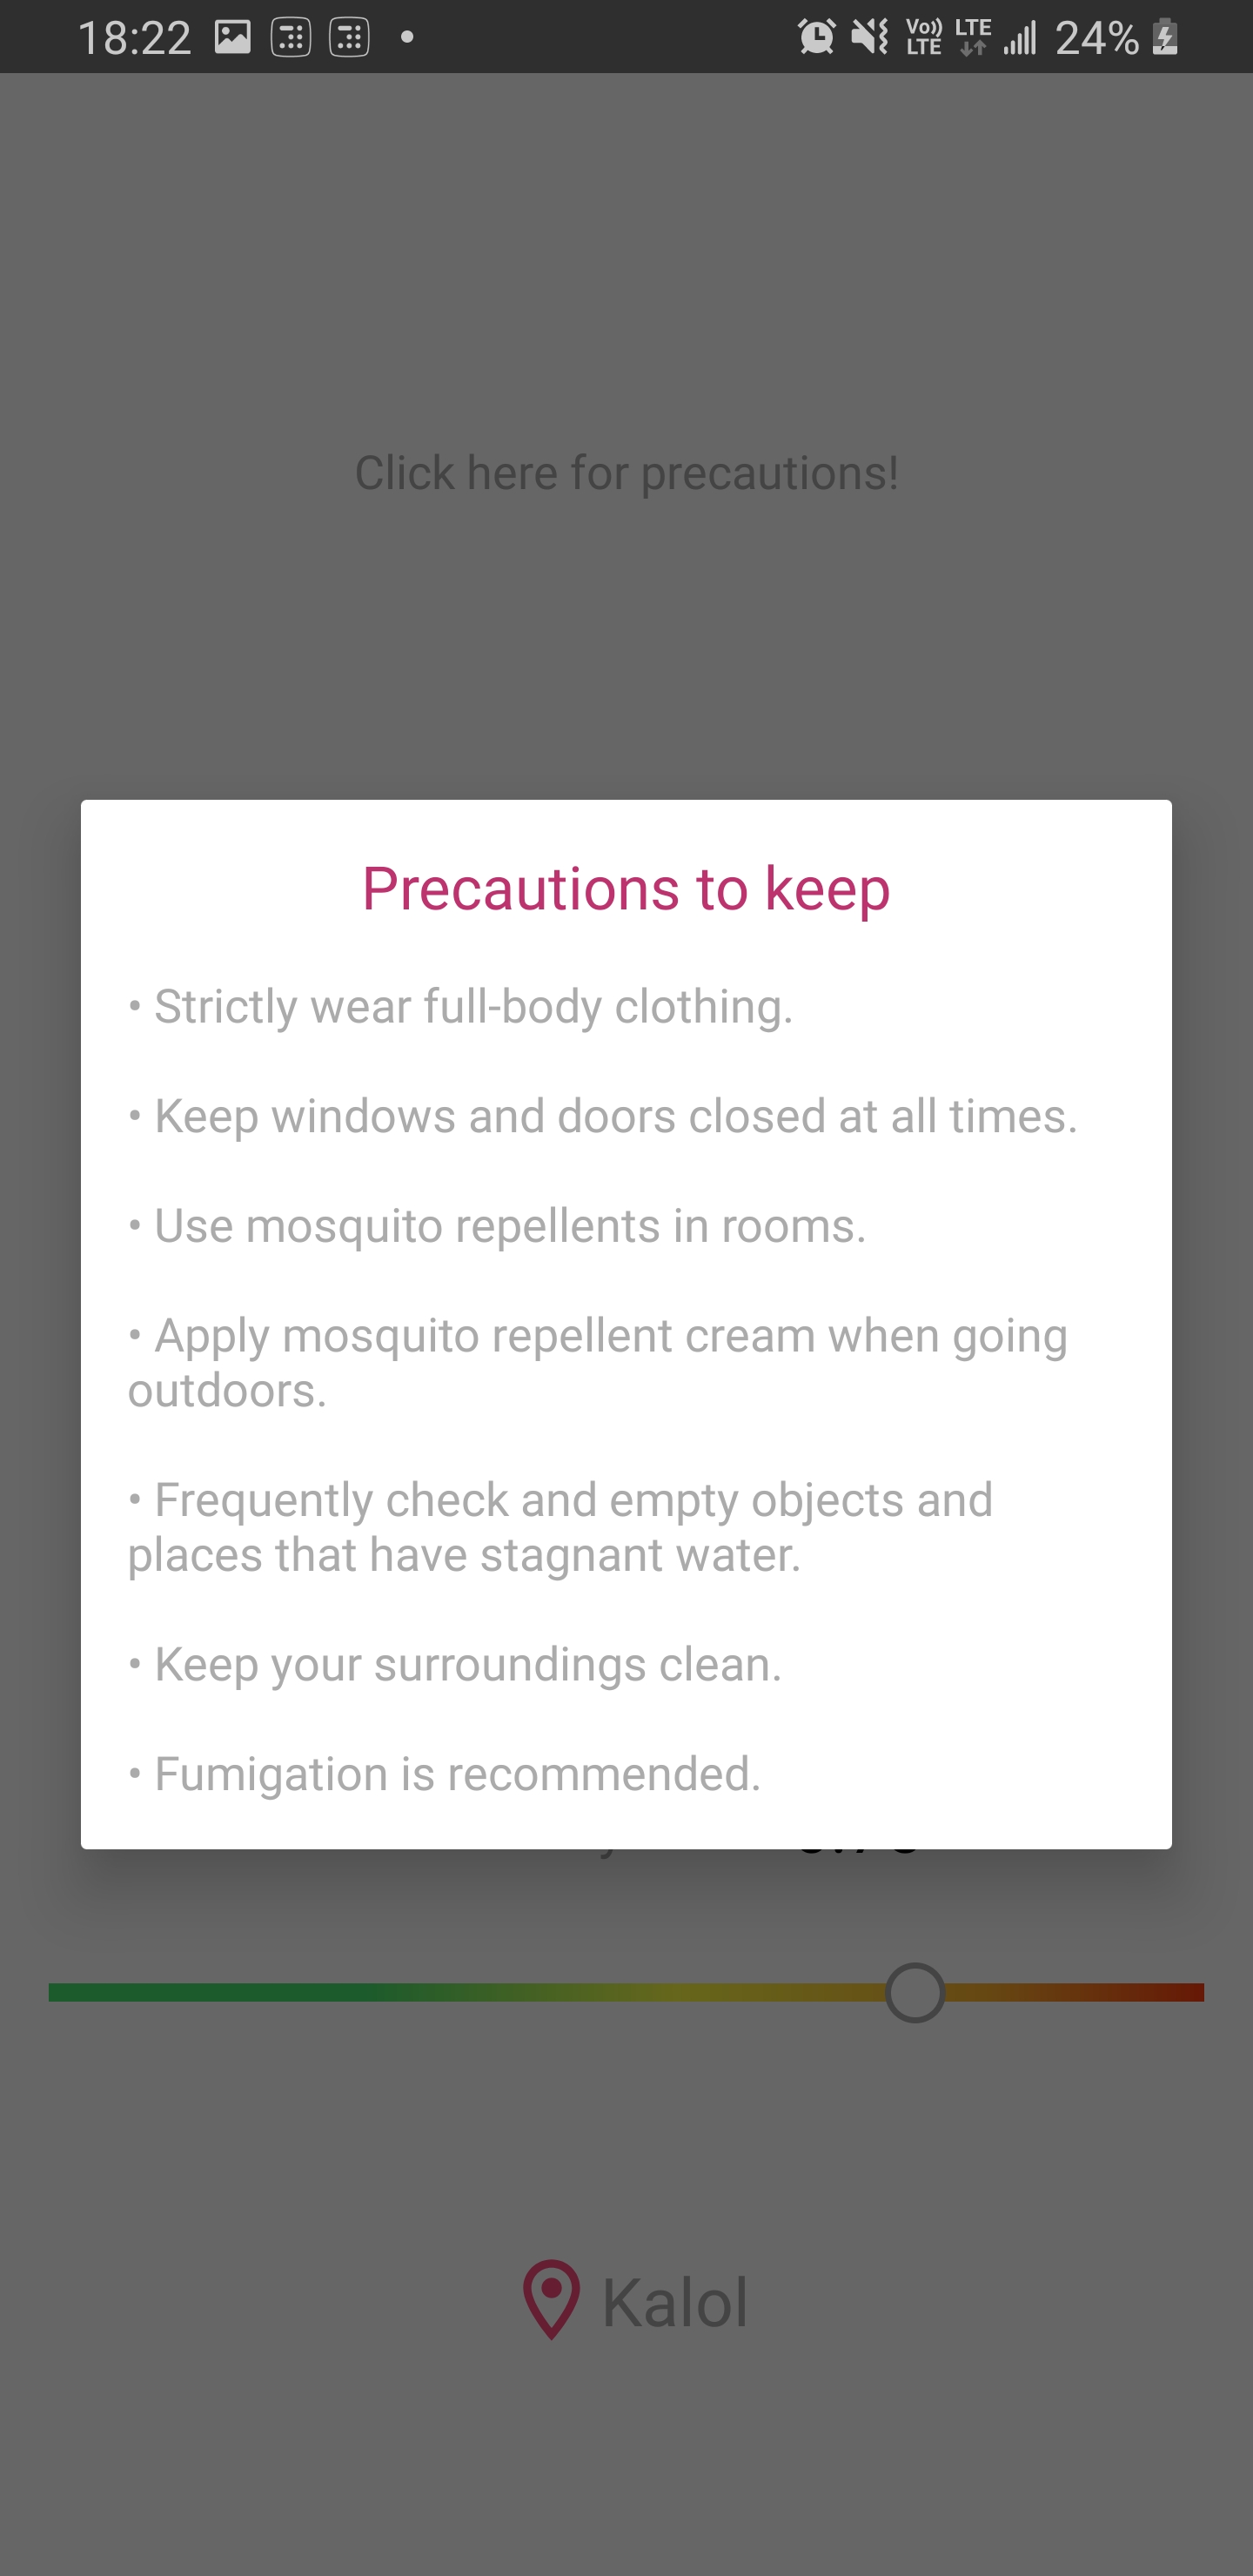 18:22
Vo))
LTE
LTE
24%
Click here for precautions!
Precautions to keep
• Strictly wear full-body clothing.
• Keep windows and doors closed at all times.
• Use mosquito repellents in rooms.
• Apply mosquito repellent cream when going
outdoors.
• Frequently check and empty objects and
places that have stagnant water.
• Keep your surroundings clean.
• Fumigation is recommended.
Kalol